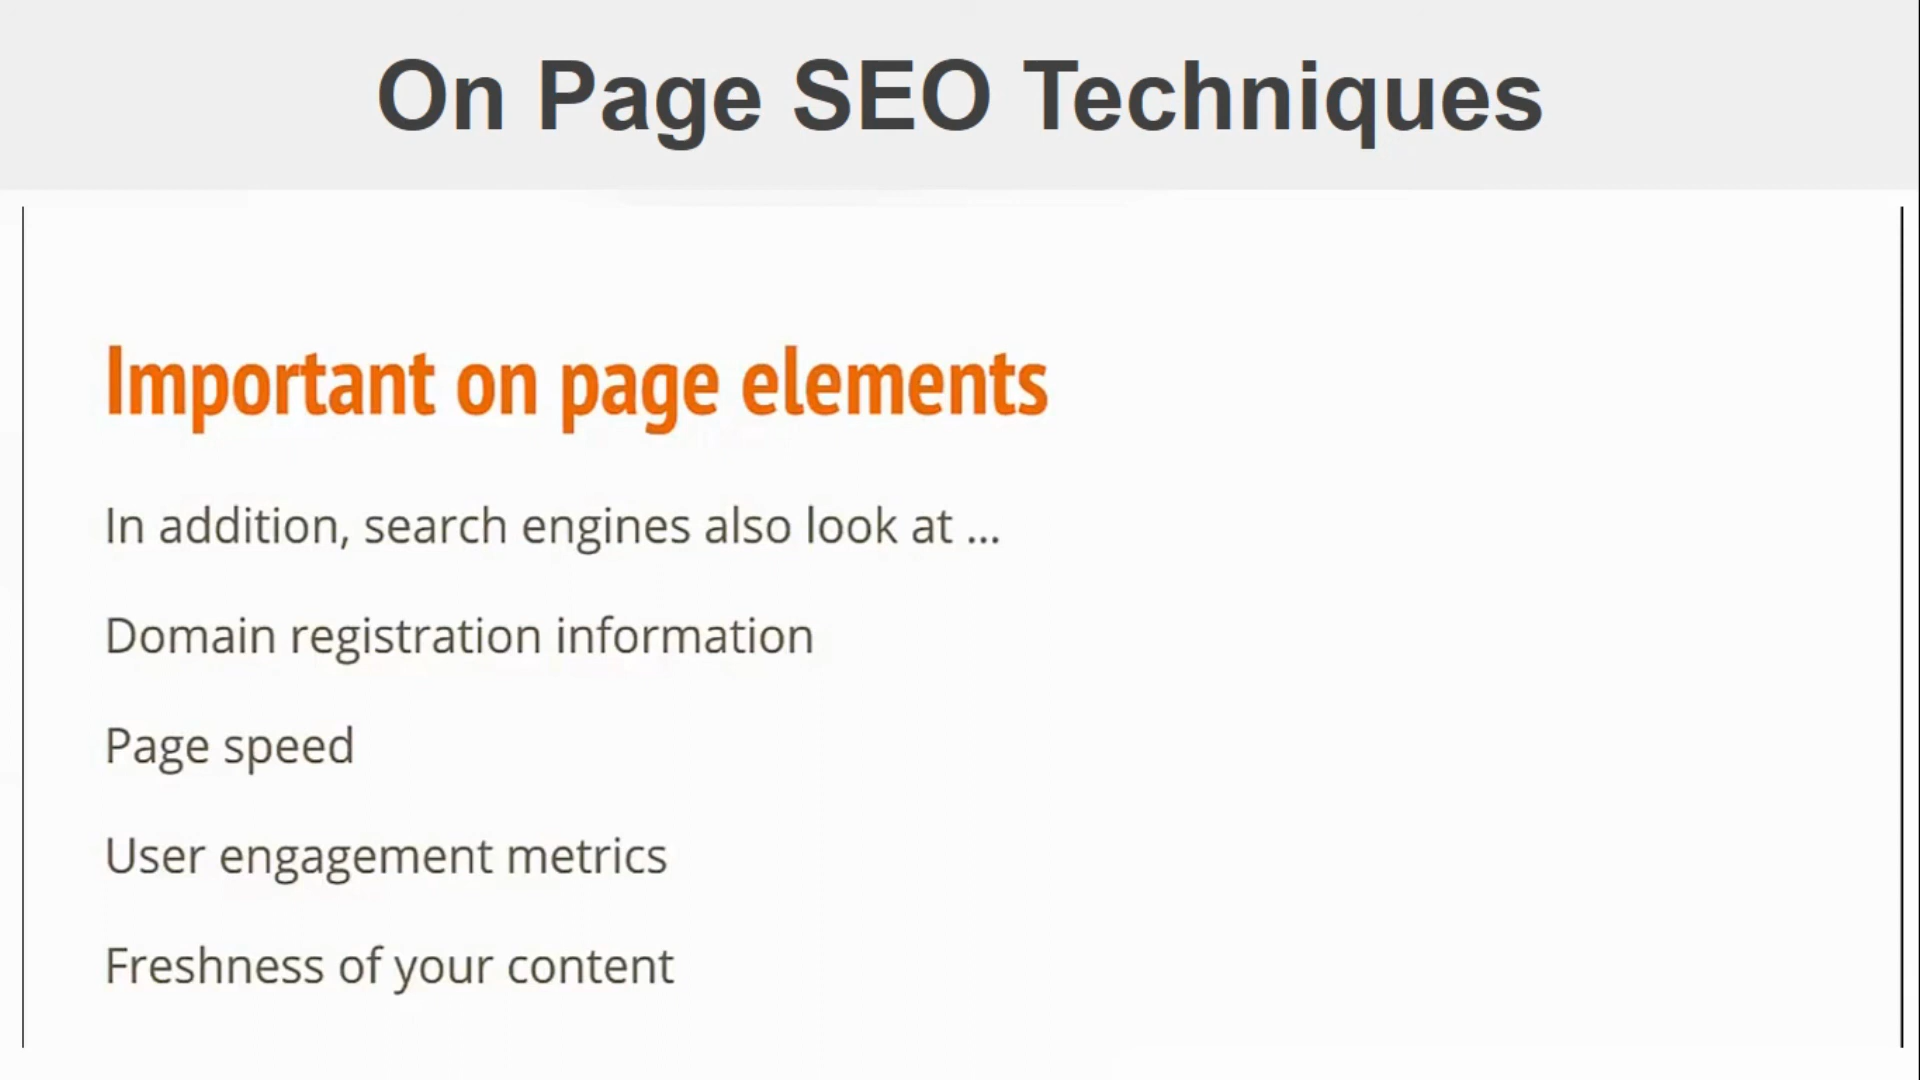 On Page SEO Techniques
Important on page elements
In addition, search engines also look at ...
Domain registration information
Page speed
User engagement metrics
Freshness of your content